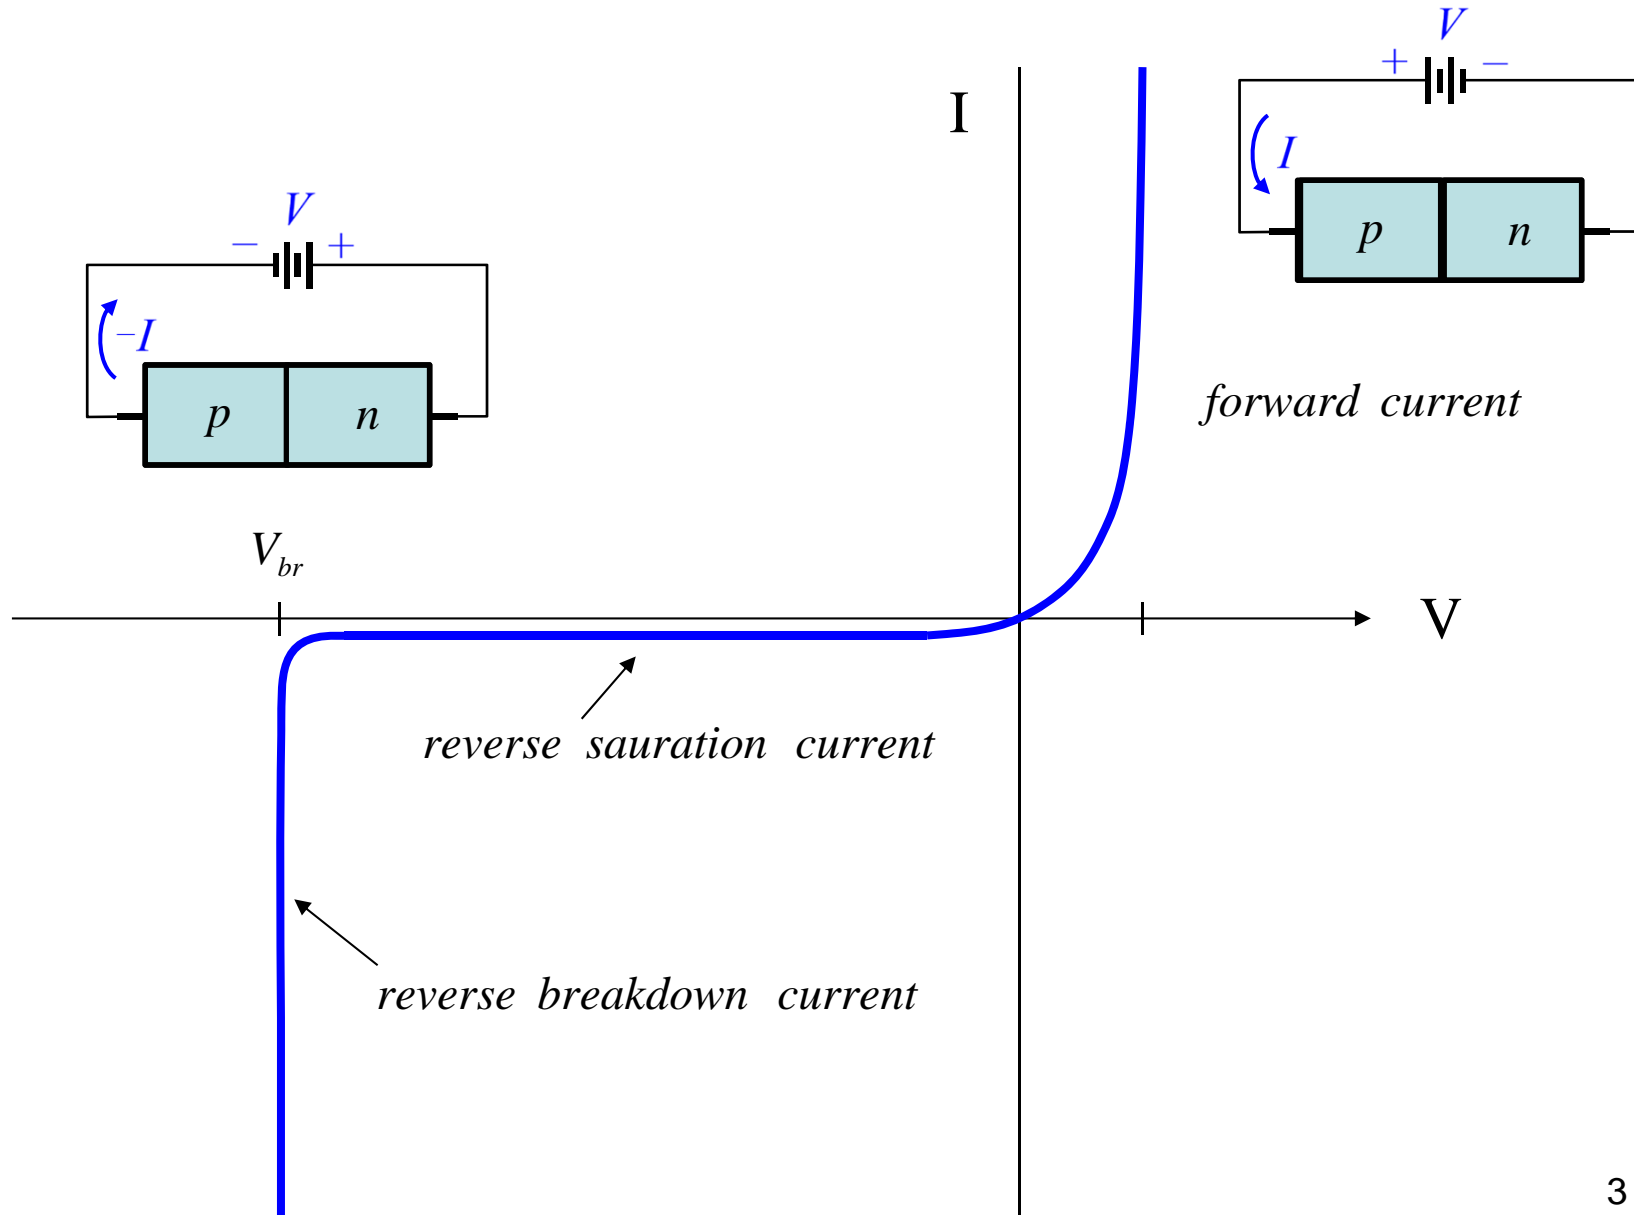 V
+ −
I
I
p n
V
− +
−I
p n
forward current
V_br
V
reverse sauration current
reverse breakdown current
3